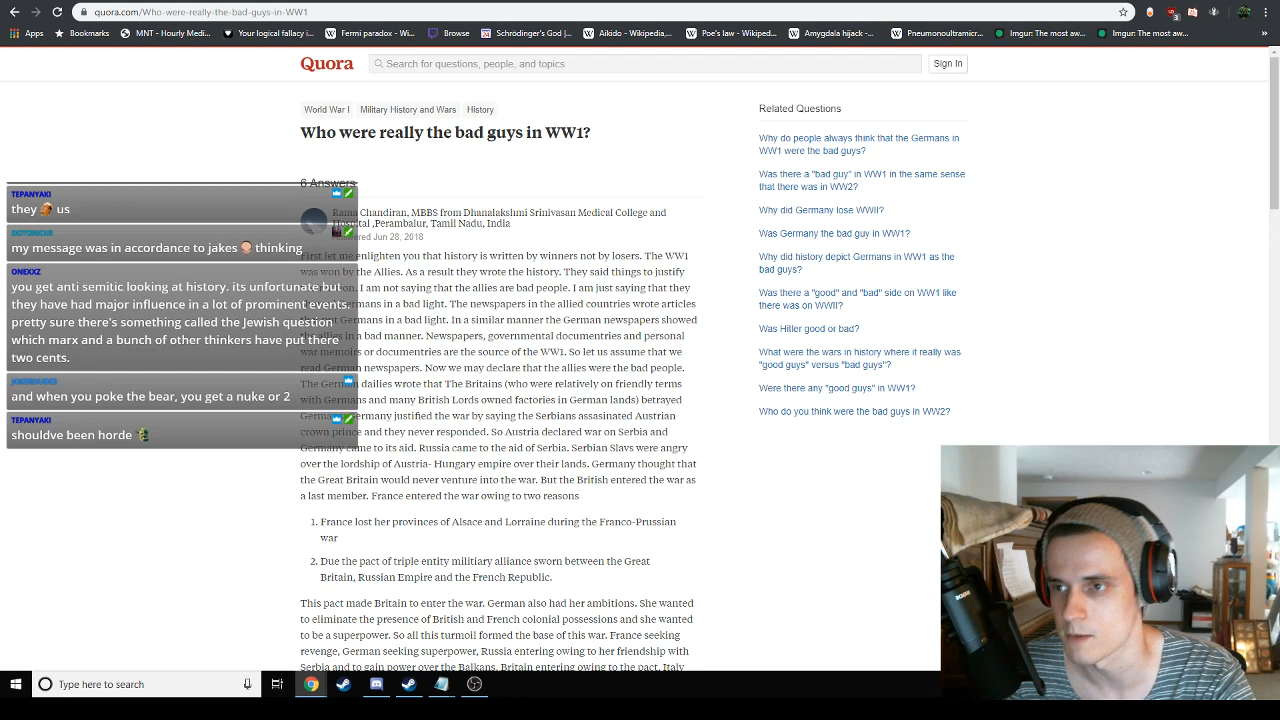 quora.com/Who-were-really-the-bad-guys-in-WW1
Apps
Bookmarks
MNT - Hourly Medi...
Your logical fallacy i...
Fermi paradox - Wi...
Browse
Schrödinger's God |...
Aikido - Wikipedia,...
Poe's law - Wikiped...
Amygdala hijack -...
Pneumonoultramicr...
Imgur: The most aw...
Imgur: The most aw...
»
Quora
Search for questions, people, and topics
Sign In
World War I
Military History and Wars
History
Who were really the bad guys in WW1?
6 Answers
Rama Chandiran, MBBS from Dhanalakshmi Srinivasan Medical College and
Hospital ,Perambalur, Tamil Nadu, India
Answered Jun 28, 2018
First let me enlighten you that history is written by winners not by losers. The WW1
was won by the Allies. As a result they wrote the history. They said things to justify
I am not saying that the allies are bad people. I am just saying that they
Germans in a bad light. The newspapers in the allied countries wrote articles
that put Germans in a bad light. In a similar manner the German newspapers showed
the allies in a bad manner. Newspapers, governmental documentries and personal
war memoirs or documentries are the source of the WW1. So let us assume that we
read German newspapers. Now we may declare that the allies were the bad people.
The German dailies wrote that The Britains (who were relatively on friendly terms
with Germans and many British Lords owned factories in German lands) betrayed
Germany. Germany justified the war by saying the Serbians assasinated Austrian
crown prince and they never responded. So Austria declared war on Serbia and
Germany came to its aid. Russia came to the aid of Serbia. Serbian Slavs were angry
over the lordship of Austria- Hungary empire over their lands. Germany thought that
the Great Britain would never venture into the war. But the British entered the war as
a last member. France entered the war owing to two reasons
1. France lost her provinces of Alsace and Lorraine during the Franco-Prussian
war
2. Due the pact of triple entity militiary alliance sworn between the Great
Britain, Russian Empire and the French Republic.
This pact made Britain to enter the war. German also had her ambitions. She wanted
to eliminate the presence of British and French colonial possessions and she wanted
to be a superpower. So all this turmoil formed the base of this war. France seeking
revenge, German seeking superpower, Russia entering owing to her friendship with
Serbia and to gain power over the Balkans, Britain entering owing to the pact, Italy
Related Questions
Why do people always think that the Germans in
WW1 were the bad guys?
Was there a "bad guy" in WW1 in the same sense
that there was in WW2?
Why did Germany lose WWII?
Was Germany the bad guy in WW1?
Why did history depict Germans in WW1 as the
bad guys?
Was there a "good" and "bad" side on WW1 like
there was on WWII?
Was Hitler good or bad?
What were the wars in history where it really was
"good guys" versus "bad guys"?
Were there any "good guys" in WW1?
Who do you think were the bad guys in WW2?
TEPANYAKI
they us
my message was in accordance to jakes thinking
ONEXXZ
you get anti semitic looking at history. its unfortunate but
they have had major influence in a lot of prominent events.
pretty sure there's something called the Jewish question
which marx and a bunch of other thinkers have put there
two cents.
and when you poke the bear, you get a nuke or 2
TEPANYAKI
shouldve been horde
Type here to search